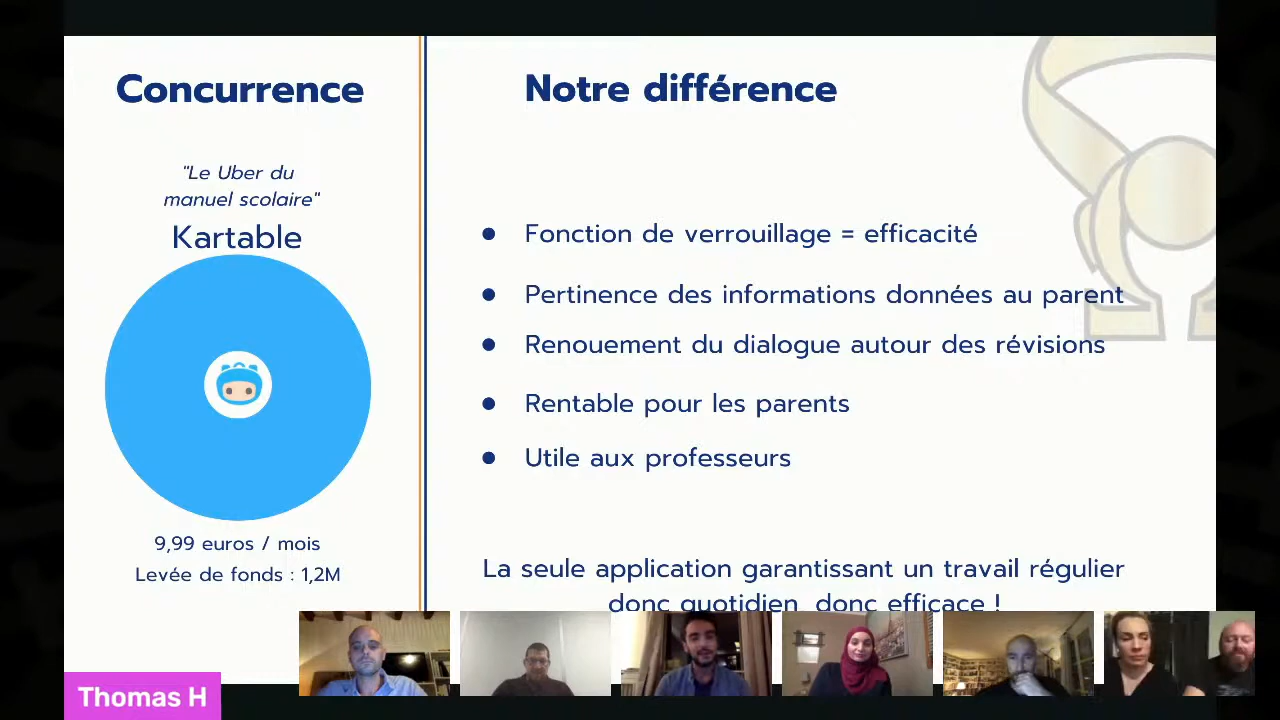 Concurrence
"Le Uber du
manuel scolaire"
Kartable
9,99 euros / mois
Levée de fonds : 1,2M
Notre différence
● Fonction de verrouillage = efficacité
● Pertinence des informations données au parent
● Renouement du dialogue autour des révisions
● Rentable pour les parents
● Utile aux professeurs
La seule application garantissant un travail régulier
donc quotidien donc efficace !
Thomas H